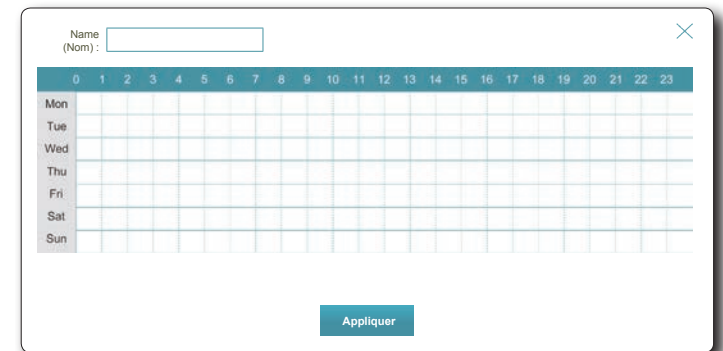 Name
(Nom) :
0 1 2 3 4 5 6 7 8 9 10 11 12 13 14 15 16 17 18 19 20 21 22 23
Mon
Tue
Wed
Thu
Fri
Sat
Sun
Appliquer